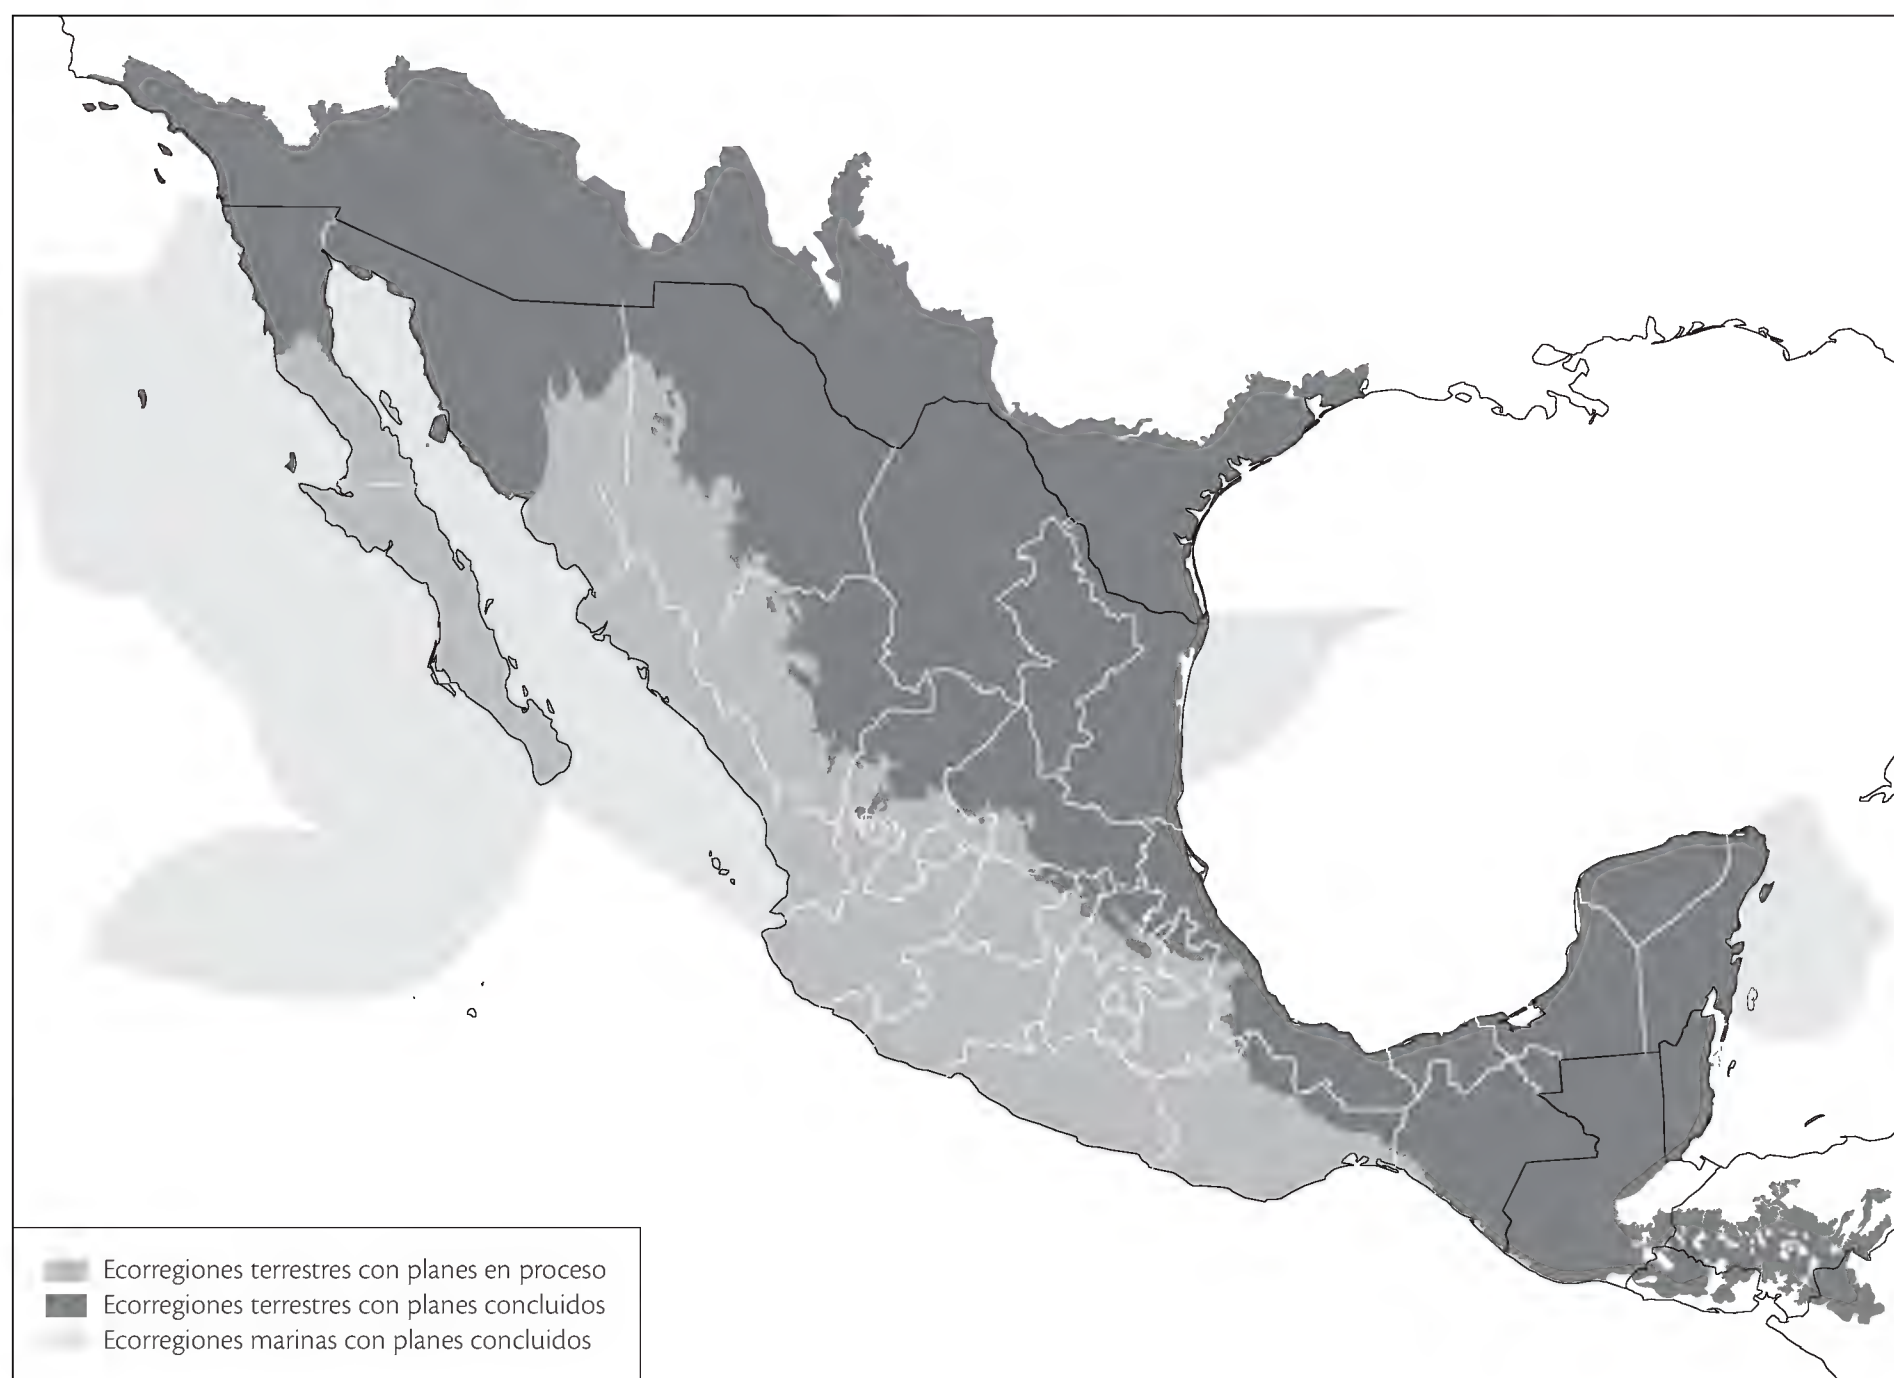 Ecorregiones terrestres con planes en proceso
Ecorregiones terrestres con planes concluidos
Ecorregiones marinas con planes concluidos